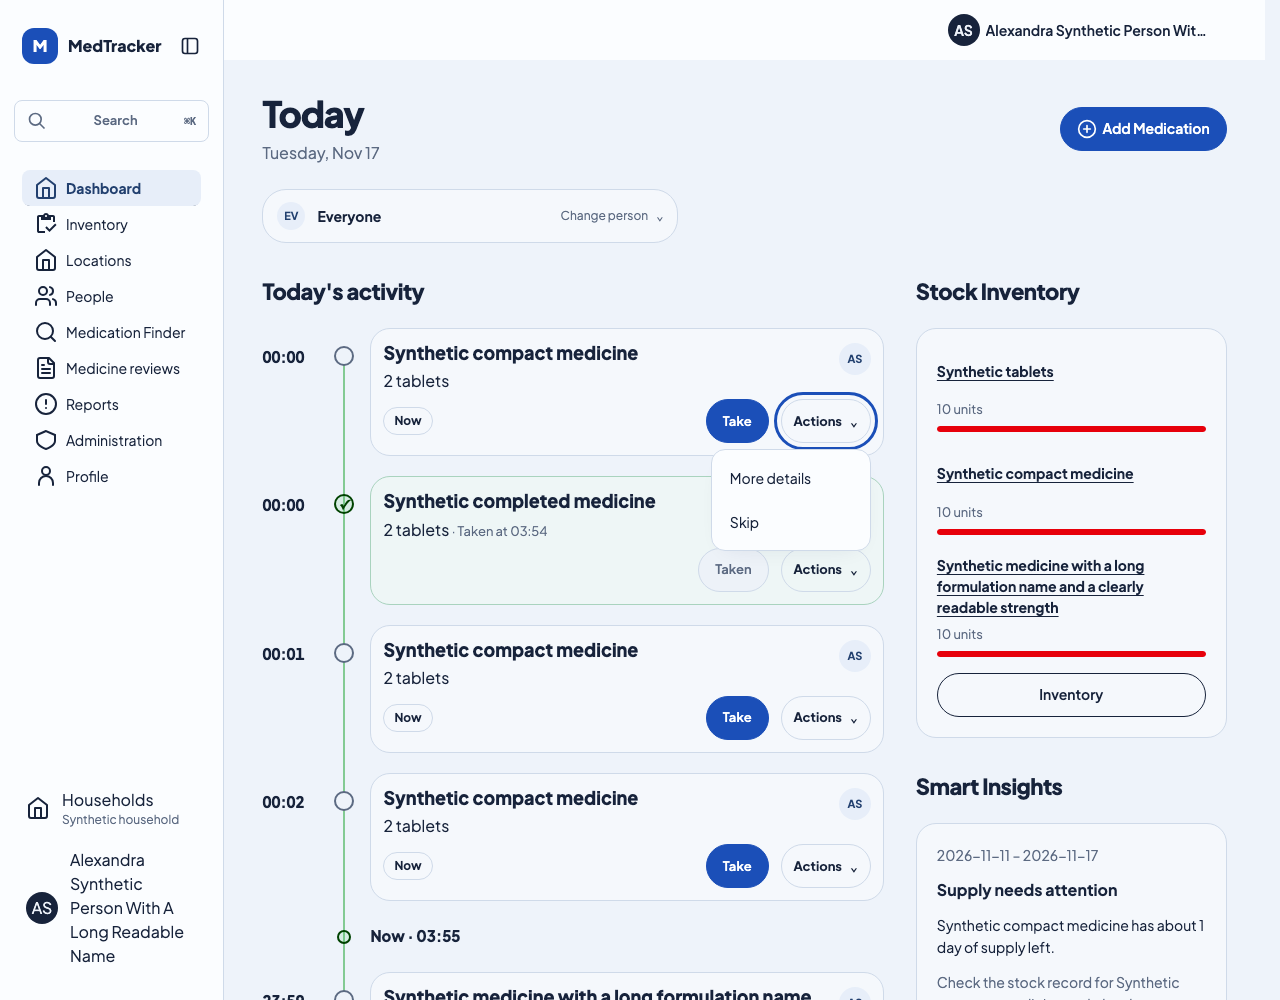 M MedTracker
Search ⌘K
Dashboard
Inventory
Locations
People
Medication Finder
Medicine reviews
Reports
Administration
Profile
Households
Synthetic household
AS
Alexandra
Synthetic
Person With A
Long Readable
Name
AS Alexandra Synthetic Person Wit...
Today
Tuesday, Nov 17
Add Medication
EV Everyone Change person
Today's activity
00:00
Synthetic compact medicine
AS
2 tablets
Now Take Actions
More details
Skip
00:00
Synthetic completed medicine
2 tablets · Taken at 03:54
Taken Actions
00:01
Synthetic compact medicine
AS
2 tablets
Now Take Actions
00:02
Synthetic compact medicine
AS
2 tablets
Now Take Actions
Now · 03:55
23:59
Synthetic medicine with a long formulation name
AS
Stock Inventory
Synthetic tablets
10 units
Synthetic compact medicine
10 units
Synthetic medicine with a long
formulation name and a clearly
readable strength
10 units
Inventory
Smart Insights
2026-11-11 – 2026-11-17
Supply needs attention
Synthetic compact medicine has about 1
day of supply left.
Check the stock record for Synthetic